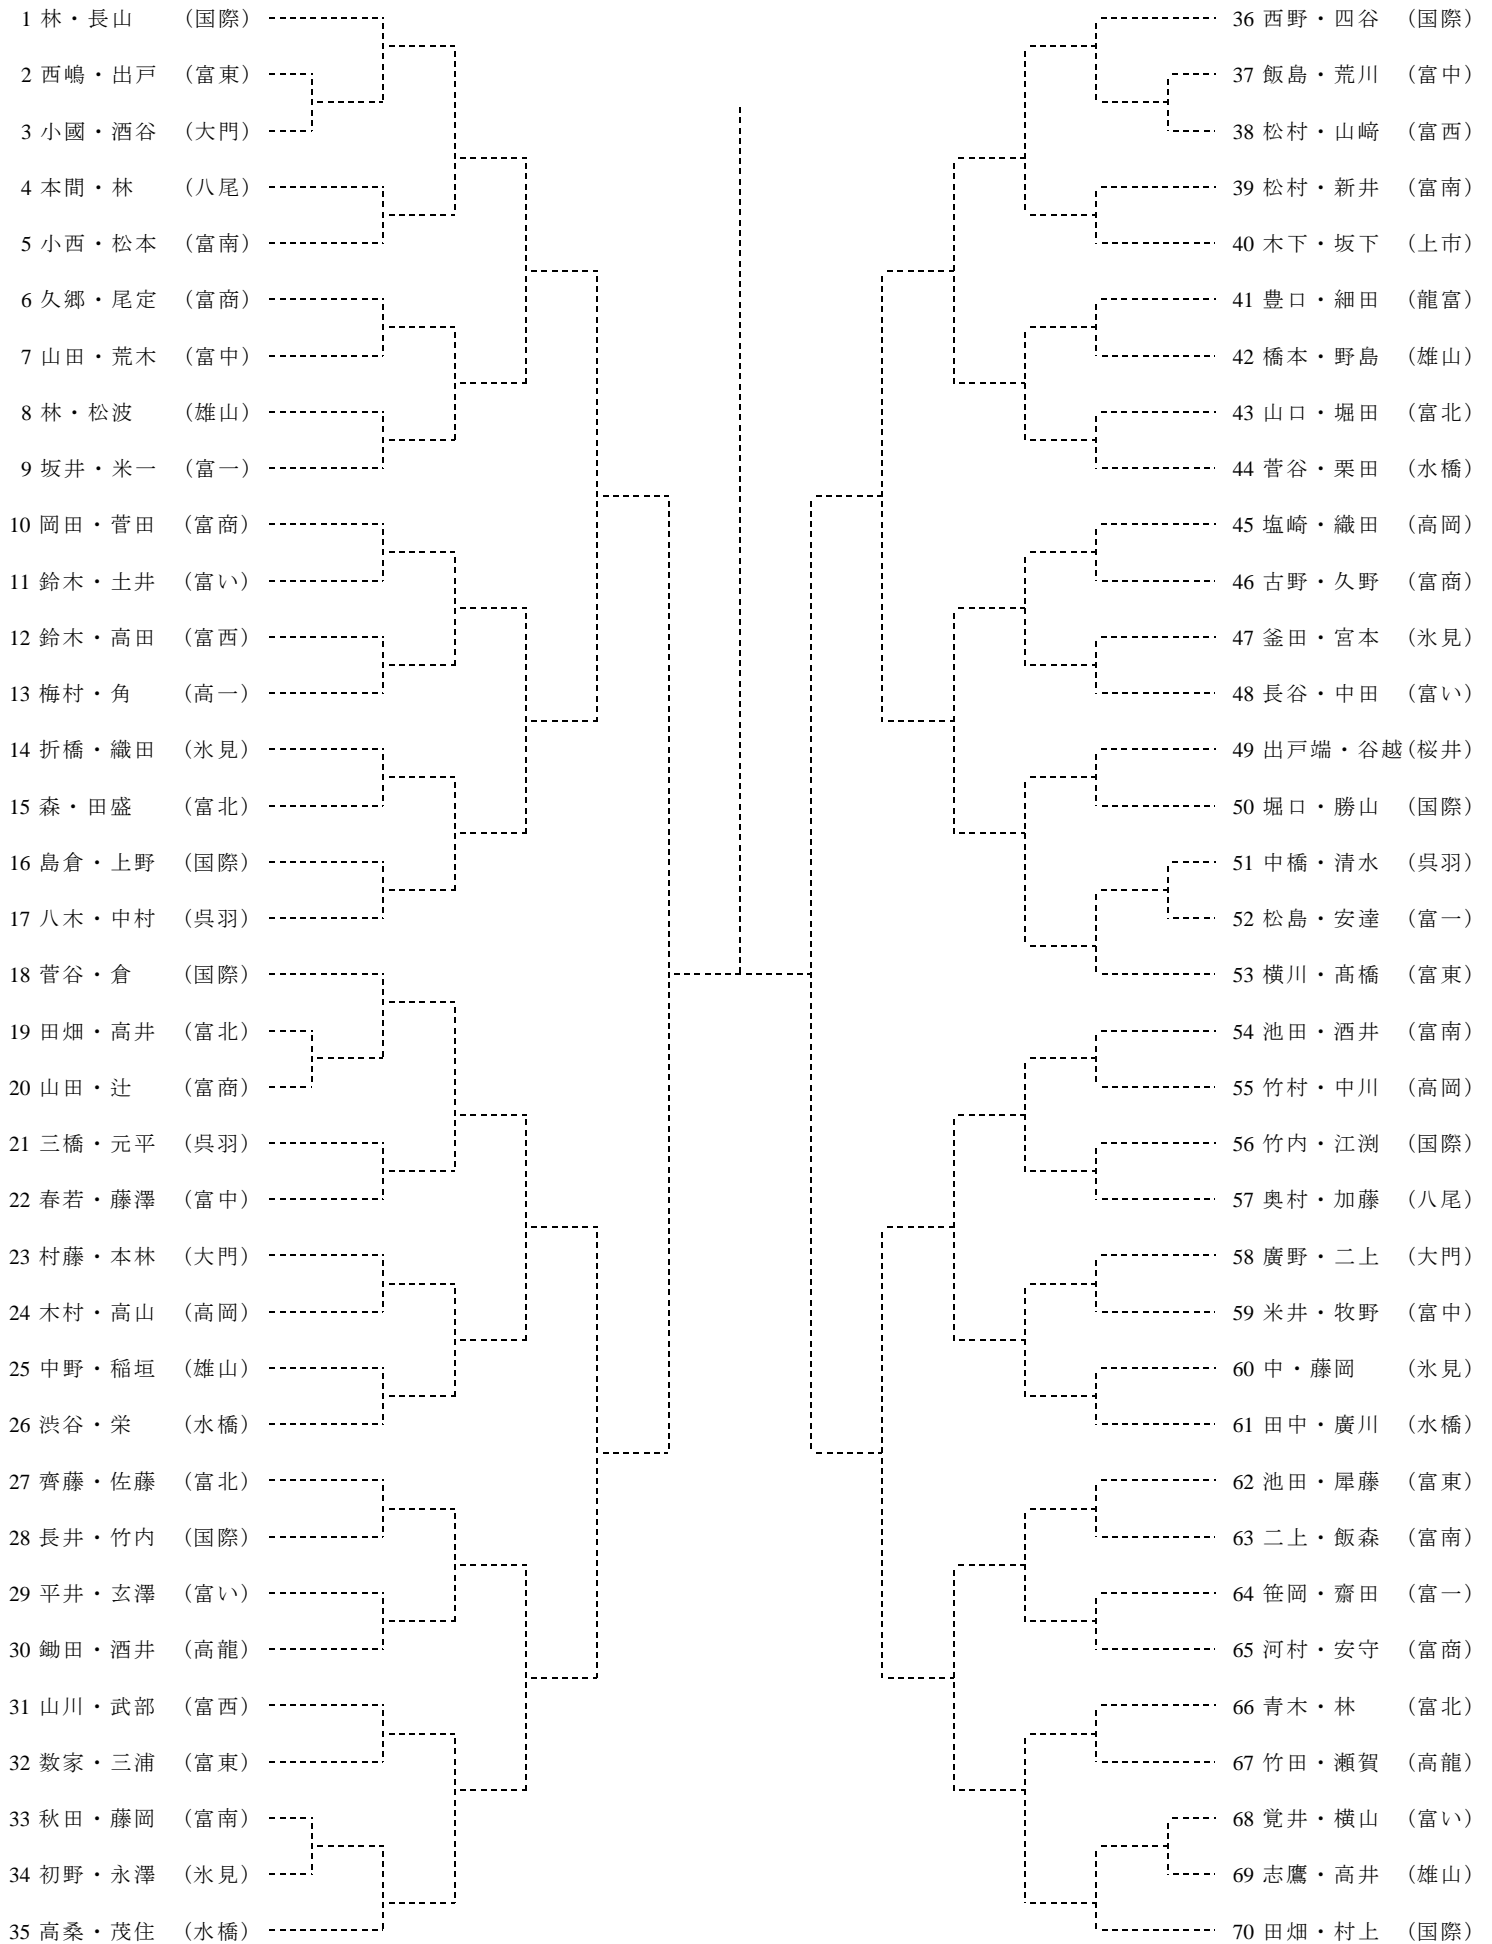 1 林・長山 （国際）
2 西嶋・出戸 （富東）
3 小國・酒谷 （大門）
4 本間・林 （八尾）
5 小西・松本 （富南）
6 久郷・尾定 （富商）
7 山田・荒木 （富中）
8 林・松波 （雄山）
9 坂井・米一 （富一）
10 岡田・菅田 （富商）
11 鈴木・土井 （富い）
12 鈴木・高田 （富西）
13 梅村・角 （高一）
14 折橋・織田 （氷見）
15 森・田盛 （富北）
16 島倉・上野 （国際）
17 八木・中村 （呉羽）
18 菅谷・倉 （国際）
19 田畑・高井 （富北）
20 山田・辻 （富商）
21 三橋・元平 （呉羽）
22 春若・藤澤 （富中）
23 村藤・本林 （大門）
24 木村・高山 （高岡）
25 中野・稲垣 （雄山）
26 渋谷・栄 （水橋）
27 齊藤・佐藤 （富北）
28 長井・竹内 （国際）
29 平井・玄澤 （富い）
30 鋤田・酒井 （高龍）
31 山川・武部 （富西）
32 数家・三浦 （富東）
33 秋田・藤岡 （富南）
34 初野・永澤 （氷見）
35 高桑・茂住 （水橋）
36 西野・四谷 （国際）
37 飯島・荒川 （富中）
38 松村・山﨑 （富西）
39 松村・新井 （富南）
40 木下・坂下 （上市）
41 豊口・細田 （龍富）
42 橋本・野島 （雄山）
43 山口・堀田 （富北）
44 菅谷・栗田 （水橋）
45 塩崎・織田 （高岡）
46 古野・久野 （富商）
47 釜田・宮本 （氷見）
48 長谷・中田 （富い）
49 出戸端・谷越（桜井）
50 堀口・勝山 （国際）
51 中橋・清水 （呉羽）
52 松島・安達 （富一）
53 横川・髙橋 （富東）
54 池田・酒井 （富南）
55 竹村・中川 （高岡）
56 竹内・江渕 （国際）
57 奥村・加藤 （八尾）
58 廣野・二上 （大門）
59 米井・牧野 （富中）
60 中・藤岡 （氷見）
61 田中・廣川 （水橋）
62 池田・犀藤 （富東）
63 二上・飯森 （富南）
64 笹岡・齋田 （富一）
65 河村・安守 （富商）
66 青木・林 （富北）
67 竹田・瀬賀 （高龍）
68 覚井・横山 （富い）
69 志鷹・高井 （雄山）
70 田畑・村上 （国際）